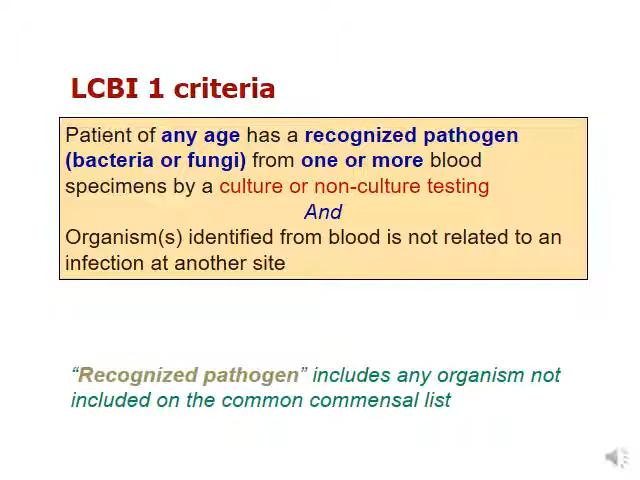 LCBI 1 criteria
Patient of any age has a recognized pathogen
(bacteria or fungi) from one or more blood
specimens by a culture or non-culture testing
And
Organism(s) identified from blood is not related to an
infection at another site
“Recognized pathogen” includes any organism not
included on the common commensal list